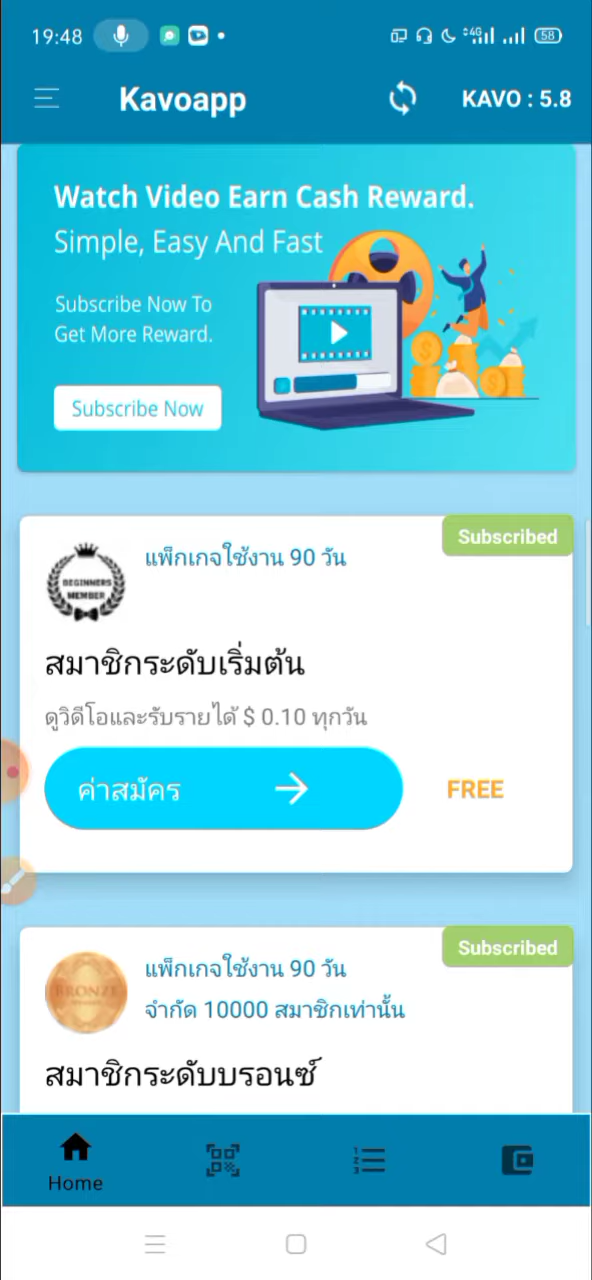 19:48
4G
58
Kavoapp
KAVO : 5.8
Watch Video Earn Cash Reward.
Simple, Easy And Fast
Subscribe Now To
Get More Reward.
Subscribe Now
Subscribed
BEGINNERS
MEMBER
แพ็กเกจใช้งาน 90 วัน
สมาชิกระดับเริ่มต้น
ดูวิดีโอและรับรายได้ $ 0.10 ทุกวัน
ค่าสมัคร
FREE
Subscribed
BRONZE
แพ็กเกจใช้งาน 90 วัน
จำกัด 10000 สมาชิกเท่านั้น
สมาชิกระดับบรอนซ์
Home